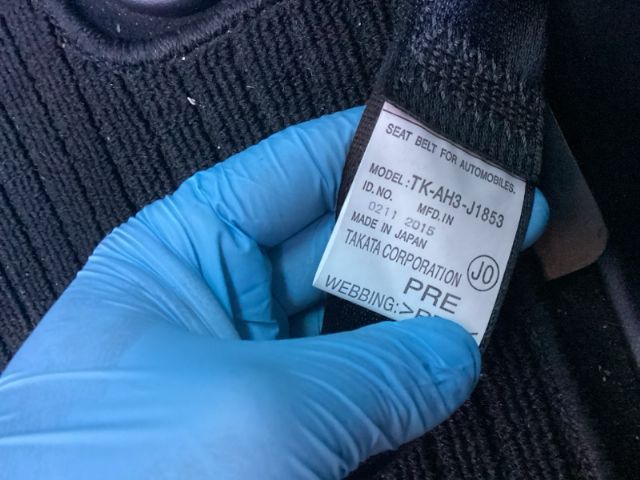 SEAT BELT FOR AUTOMOBILES.
MODEL:TK-AH3-J1853
ID.NO. MFD.IN
0211 2015
MADE IN JAPAN
TAKATA CORPORATION JO
PRE
WEBBING:>